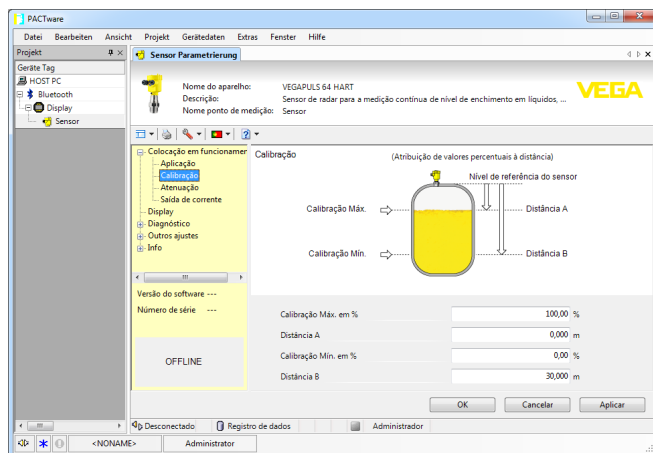 PACTware
Datei Bearbeiten Ansicht Projekt Gerätedaten Extras Fenster Hilfe
Projekt
Geräte Tag
HOST PC
Bluetooth
Display
Sensor
Sensor Parametrierung
Nome do aparelho: VEGAPULS 64 HART
Descrição: Sensor de radar para a medição contínua de nível de enchimento em líquidos, ...
Nome ponto de medição: Sensor
VEGA
Colocação em funcionamer
Aplicação
Calibração
Atenuação
Saída de corrente
Display
Diagnóstico
Outros ajustes
Info
Versão do software ---
Número de série ---
OFFLINE
Calibração
(Atribuição de valores percentuais à distância)
Nível de referência do sensor
Calibração Máx. Distância A
Calibração Mín. Distância B
Calibração Máx. em % 100,00 %
Distância A 0,000 m
Calibração Mín. em % 0,00 %
Distância B 30,000 m
OK Cancelar Aplicar
Desconectado Registro de dados Administrador
<NONAME> Administrator